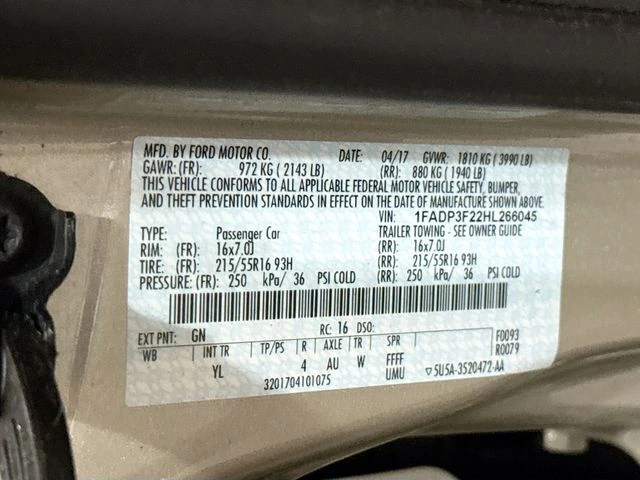 MFD. BY FORD MOTOR CO. DATE: 04/17 GVWR: 1810 KG ( 3990 LB)
GAWR: (FR): 972 KG ( 2143 LB) (RR): 880 KG ( 1940 LB)
THIS VEHICLE CONFORMS TO ALL APPLICABLE FEDERAL MOTOR VEHICLE SAFETY, BUMPER,
AND THEFT PREVENTION STANDARDS IN EFFECT ON THE DATE OF MANUFACTURE SHOWN ABOVE.
VIN: 1FADP3F22HL266045
TYPE: Passenger Car TRAILER TOWING - SEE OWNER GUIDE
RIM: (FR): 16x7.0J (RR): 16x7.0J
TIRE: (FR): 215/55R16 93H (RR): 215/55R16 93H
PRESSURE: (FR): 250 kPa/ 36 PSI COLD (RR): 250 kPa/ 36 PSI COLD
EXT PNT: GN RC: 16 DSO: F0093
WB INT TR TP/PS R AXLE TR SPR R0079
YL 4 AU W FFFF
3201704101075 UMU ▽5U5A-3520472-AA